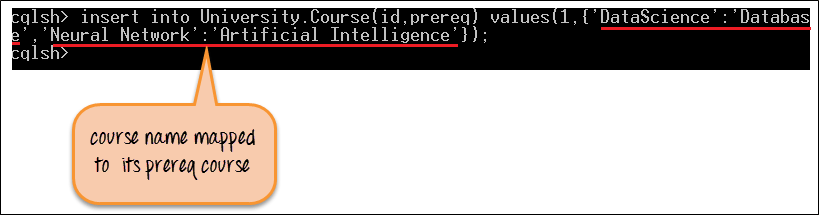 cqlsh> insert into University.Course(id,prereq) values(1,{'DataScience':'Databas
e','Neural Network':'Artificial Intelligence'});
cqlsh>
course name mapped
to its prereq course